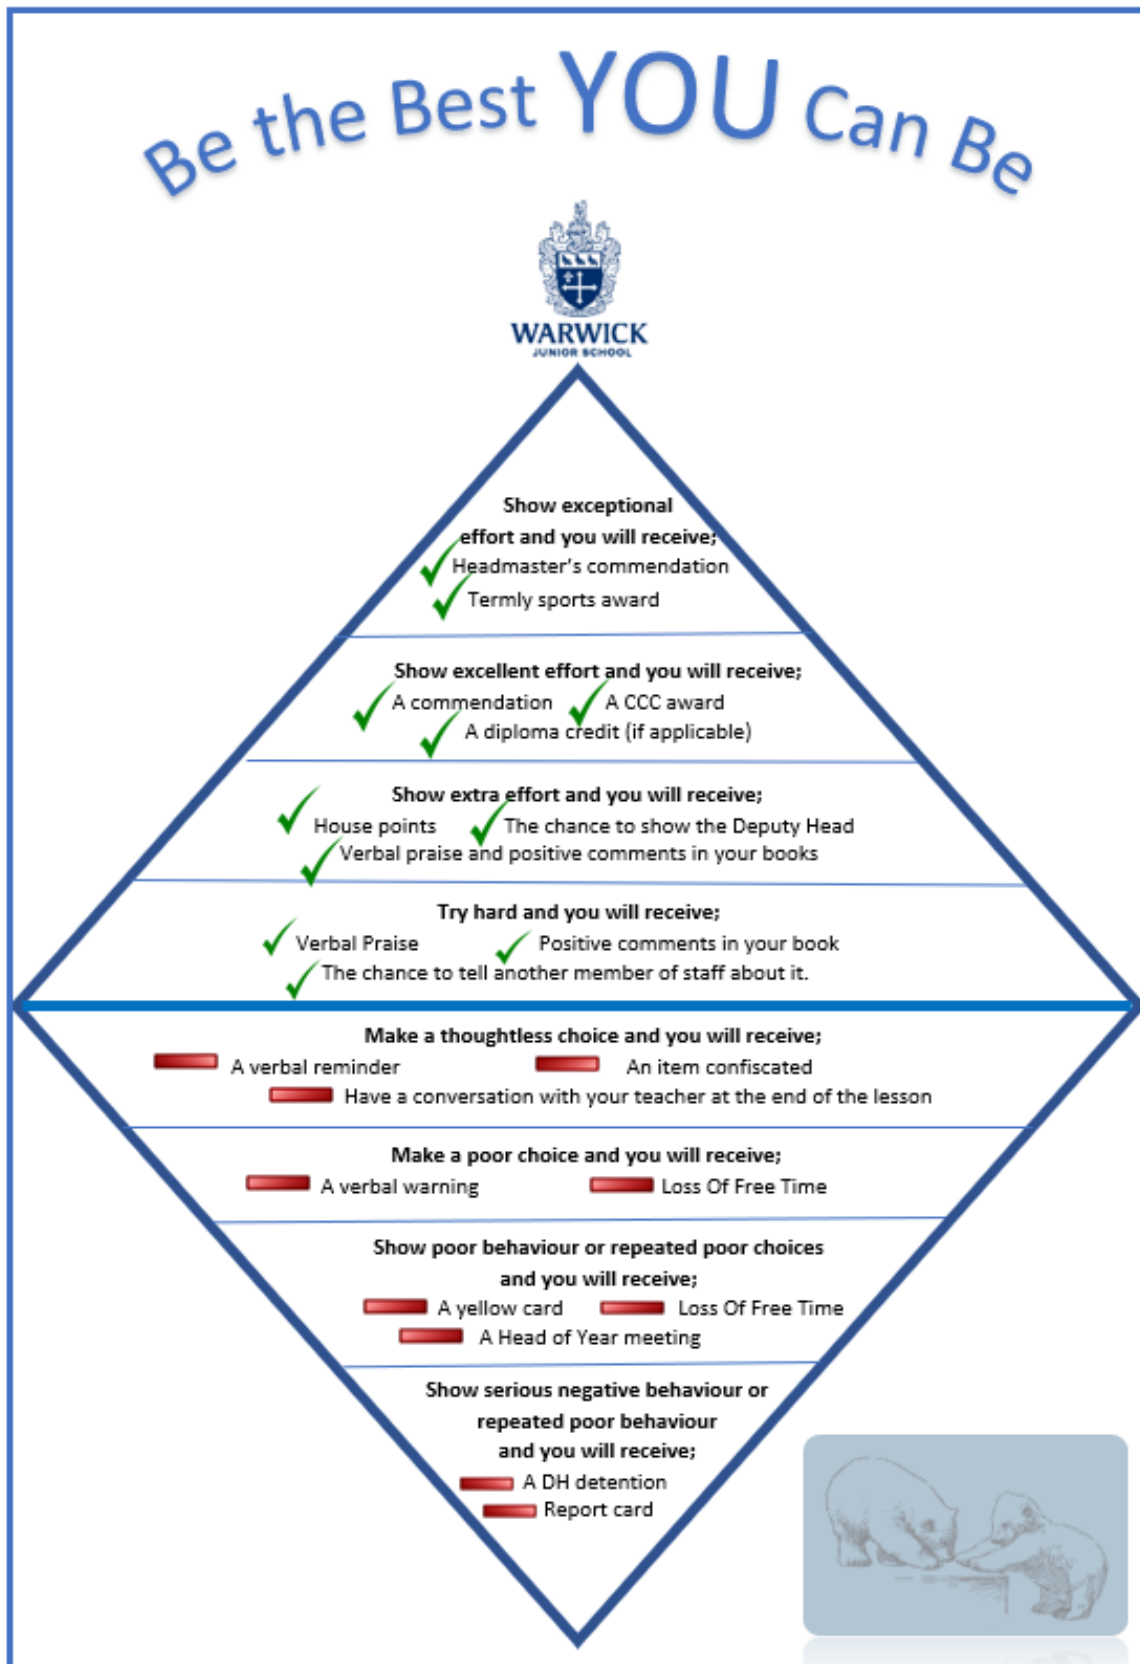 Be the Best YOU Can Be
WARWICK
JUNIOR SCHOOL
Show exceptional
effort and you will receive;
Headmaster's commendation
Termly sports award
Show excellent effort and you will receive;
A commendation A CCC award
A diploma credit (if applicable)
Show extra effort and you will receive;
House points The chance to show the Deputy Head
Verbal praise and positive comments in your books
Try hard and you will receive;
Verbal Praise Positive comments in your book
The chance to tell another member of staff about it.
Make a thoughtless choice and you will receive;
A verbal reminder An item confiscated
Have a conversation with your teacher at the end of the lesson
Make a poor choice and you will receive;
A verbal warning Loss Of Free Time
Show poor behaviour or repeated poor choices
and you will receive;
A yellow card Loss Of Free Time
A Head of Year meeting
Show serious negative behaviour or
repeated poor behaviour
and you will receive;
A DH detention
Report card